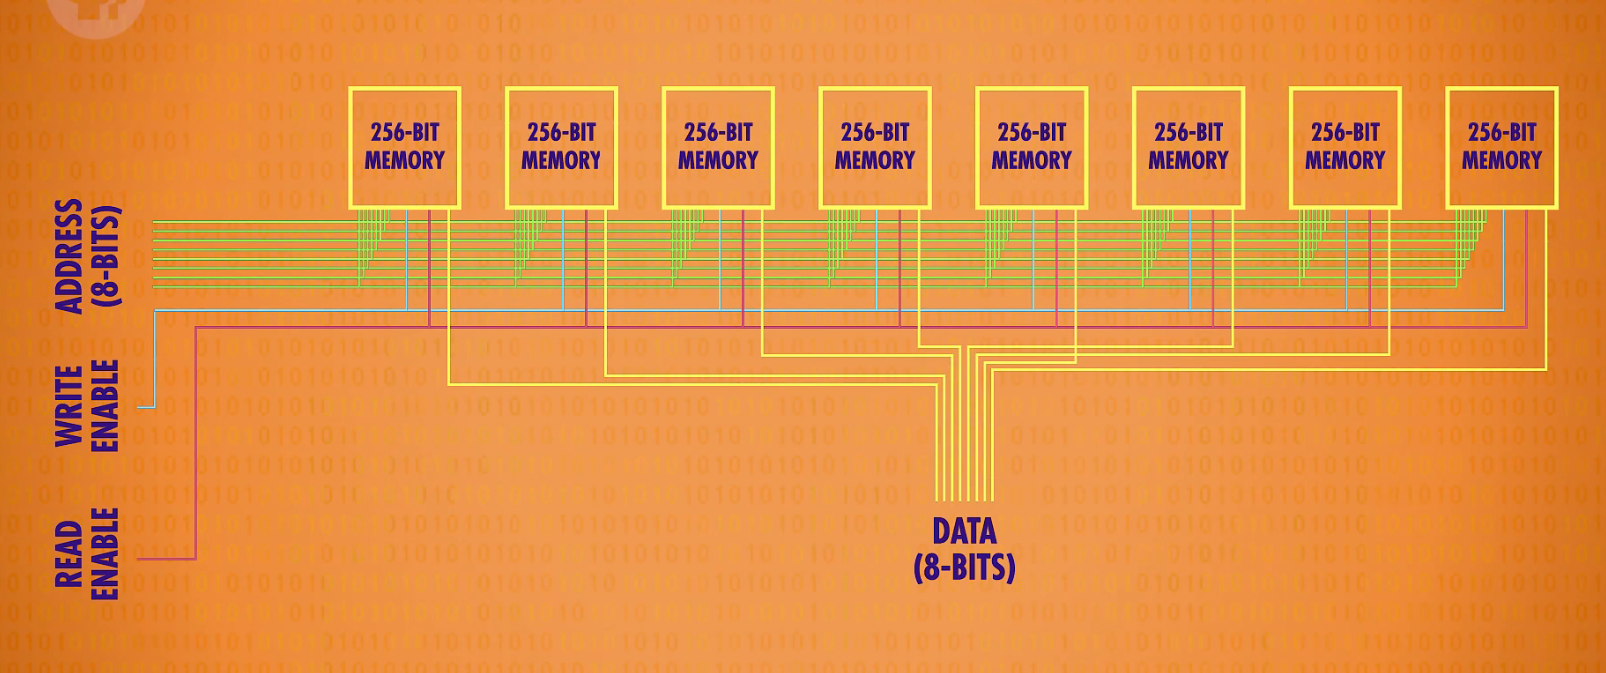 256-BIT
MEMORY
256-BIT
MEMORY
256-BIT
MEMORY
256-BIT
MEMORY
256-BIT
MEMORY
256-BIT
MEMORY
256-BIT
MEMORY
256-BIT
MEMORY
ADDRESS
(8-BITS)
WRITE
ENABLE
READ
ENABLE
DATA
(8-BITS)